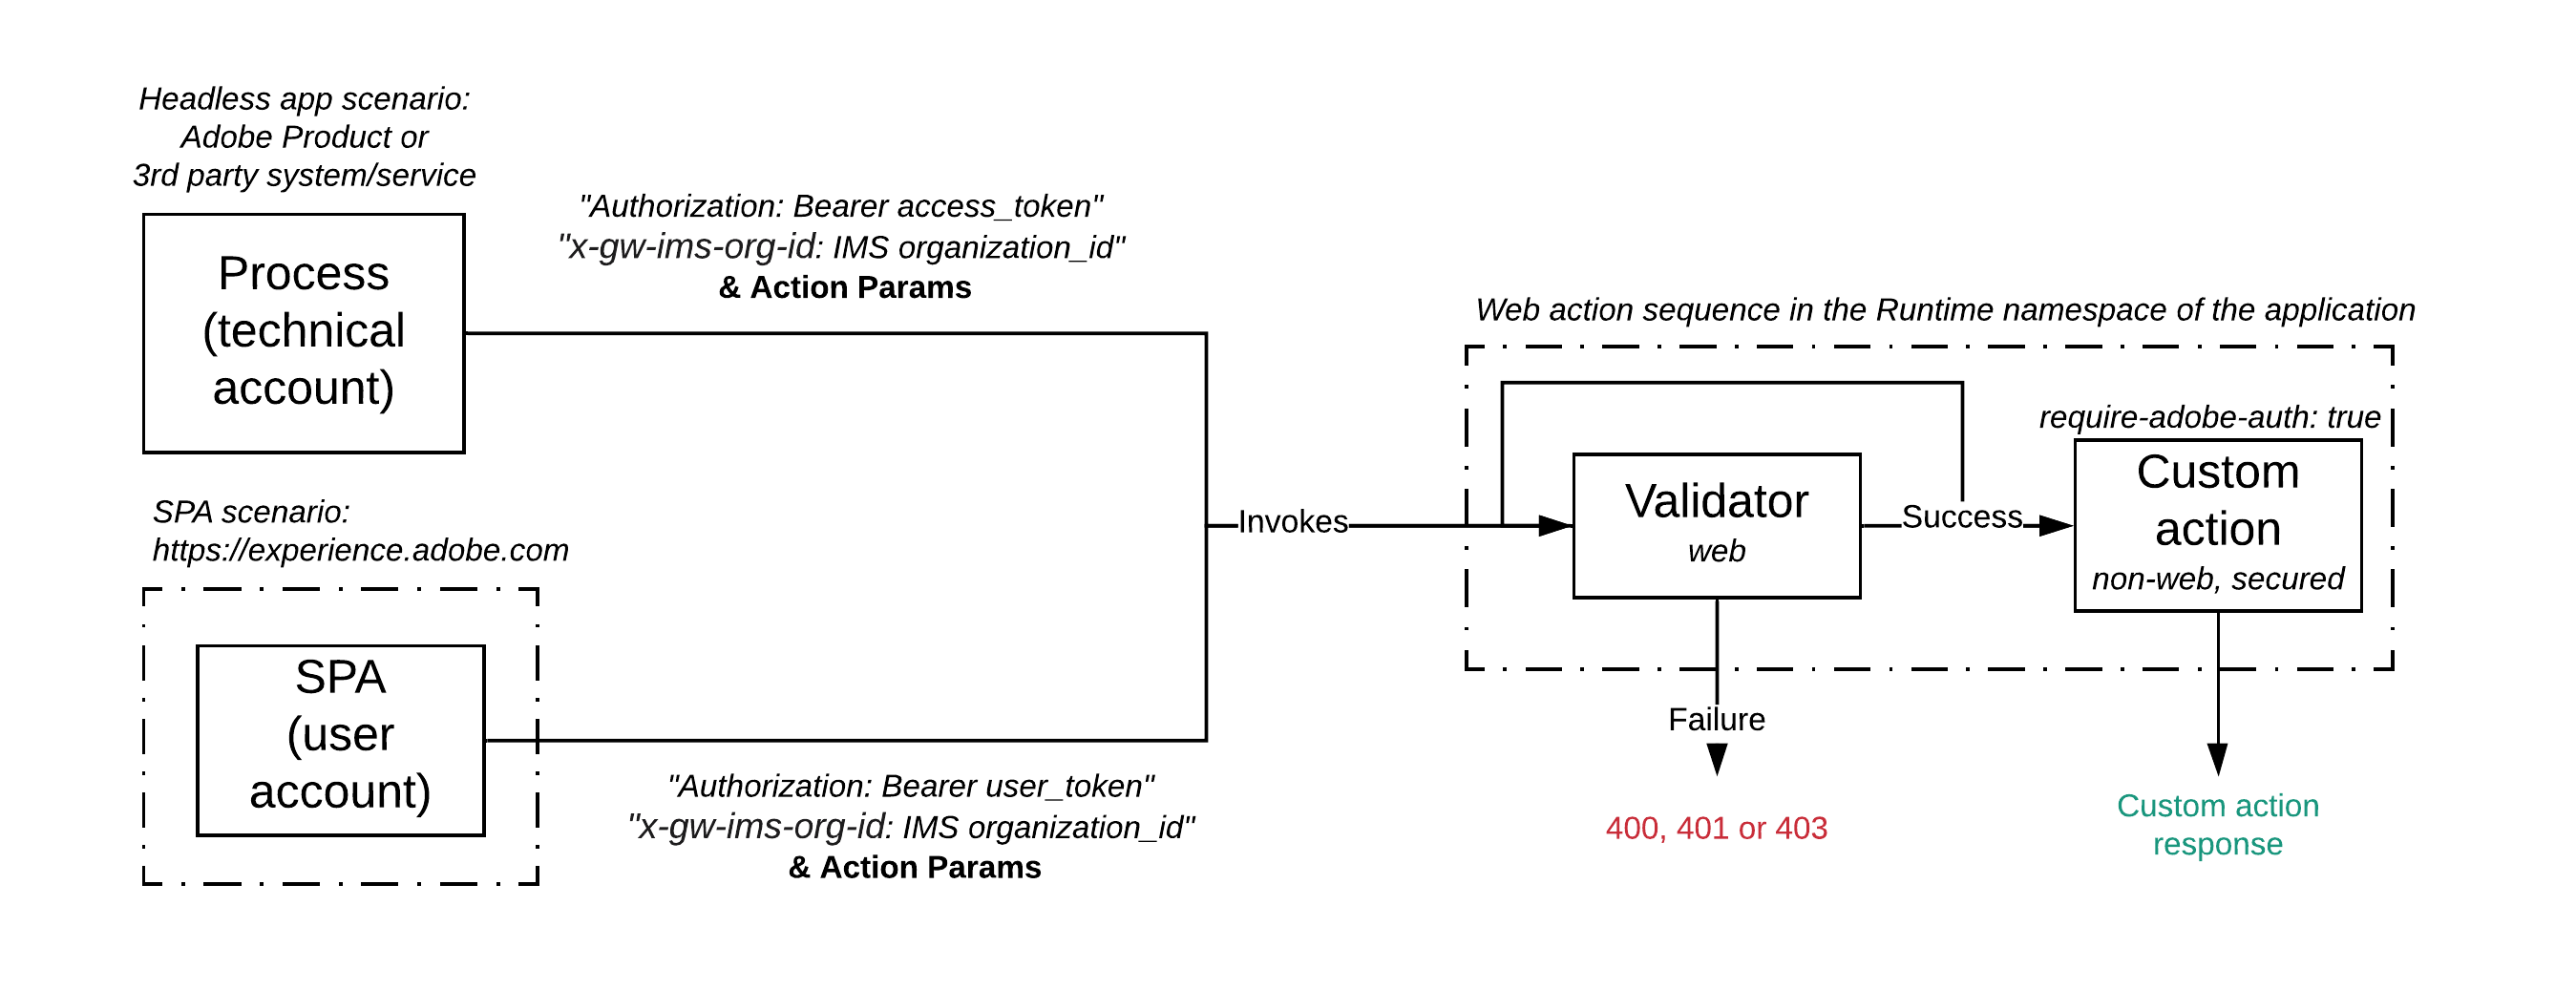 Headless app scenario:
Adobe Product or
3rd party system/service
Process
(technical
account)
"Authorization: Bearer access_token"
"x-gw-ims-org-id: IMS organization_id"
& Action Params
SPA scenario:
https://experience.adobe.com
SPA
(user
account)
"Authorization: Bearer user_token"
"x-gw-ims-org-id: IMS organization_id"
& Action Params
Invokes
Web action sequence in the Runtime namespace of the application
Validator
web
Success
require-adobe-auth: true
Custom
action
non-web, secured
Failure
400, 401 or 403
Custom action
response